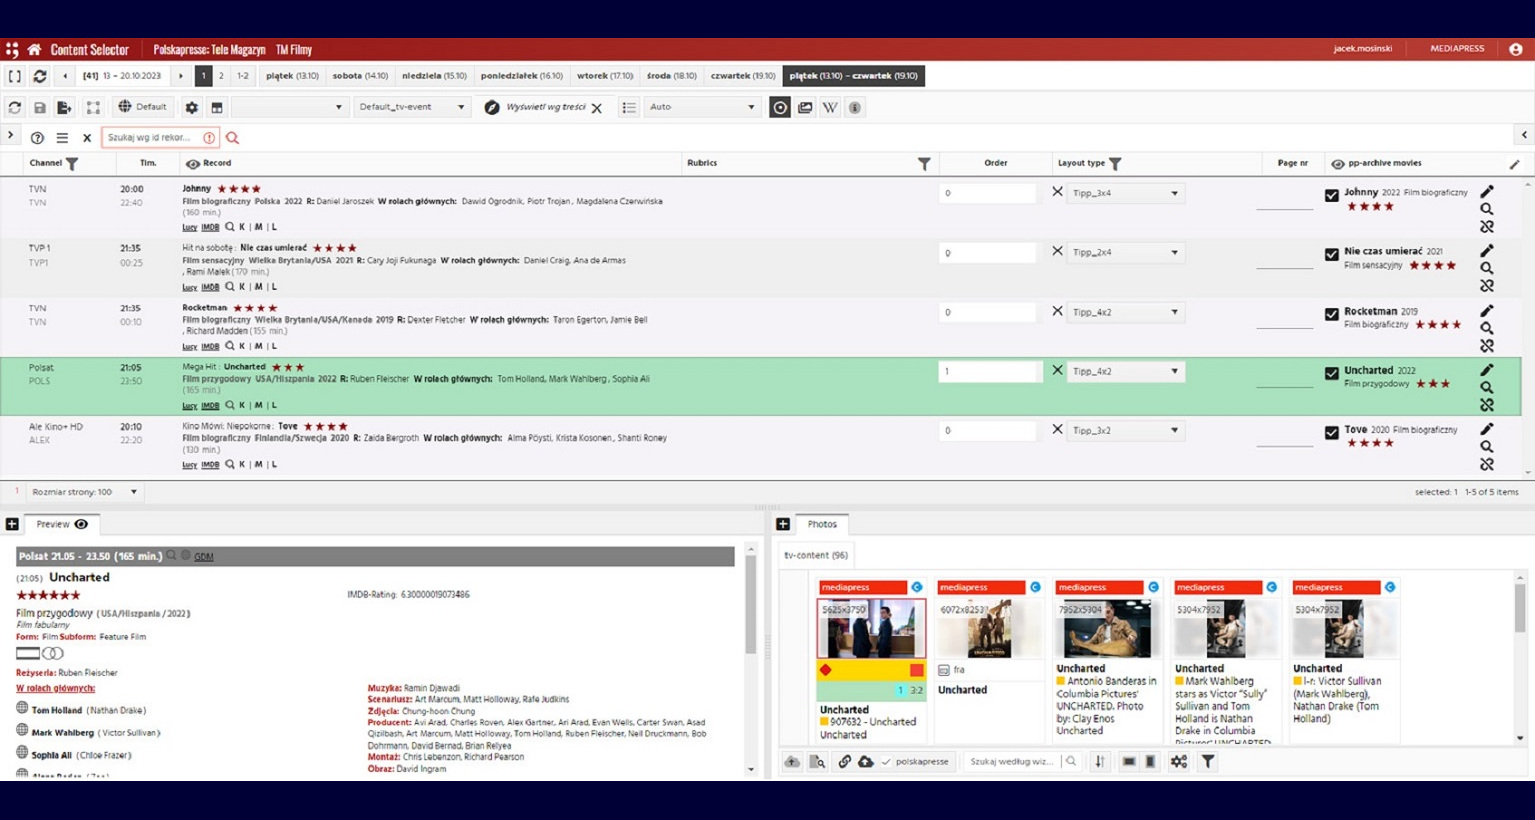 Content Selector Polskapresse: Tele Magazyn TM Filmy jacek.mosinski MEDIAPRESS
[41] 13 – 20.10.2023 1 2 1-2 piątek (13.10) sobota (14.10) niedziela (15.10) poniedziałek (16.10) wtorek (17.10) środa (18.10) czwartek (19.10) piątek (13.10) – czwartek (19.10)
Default Default_tv-event Wyświetl wg treści Auto W
Szukaj wg id rekor...
Channel Tim. Record Rubrics Order Layout type Page nr pp-archive movies
TVN 20:00 Johnny ★★★★ 0 Tipp_3x4 Johnny 2022 Film biograficzny
TVN 22:40 Film biograficzny Polska 2022 R: Daniel Jaroszek W rolach głównych: Dawid Ogrodnik, Piotr Trojan, Magdalena Czerwińska ★★★★
(160 min.)
Lucy IMDB K | M | L
TVP 1 21:35 Hit na sobotę: Nie czas umierać ★★★★ 0 Tipp_2x4 Nie czas umierać 2021
TVP1 00:25 Film sensacyjny Wielka Brytania/USA 2021 R: Cary Joji Fukunaga W rolach głównych: Daniel Craig, Ana de Armas Film sensacyjny ★★★★
, Rami Malek (170 min.)
Lucy IMDB K | M | L
TVN 21:35 Rocketman ★★★★ 0 Tipp_4x2 Rocketman 2019
TVN 00:10 Film biograficzny Wielka Brytania/USA/Kanada 2019 R: Dexter Fletcher W rolach głównych: Taron Egerton, Jamie Bell Film biograficzny ★★★★
, Richard Madden (155 min.)
Lucy IMDB K | M | L
Polsat 21:05 Mega Hit: Uncharted ★★★ 1 Tipp_4x2 Uncharted 2022
POLS 23:50 Film przygodowy USA/Hiszpania 2022 R: Ruben Fleischer W rolach głównych: Tom Holland, Mark Wahlberg, Sophia Ali Film przygodowy ★★★
(165 min.)
Lucy IMDB K | M | L
Ale Kino+ HD 20:10 Kino Mówi: Niepokorne: Tove ★★★★ 0 Tipp_3x2 Tove 2020 Film biograficzny
ALEK 22:20 Film biograficzny Finlandia/Szwecja 2020 R: Zaida Bergroth W rolach głównych: Alma Pöysti, Krista Kosonen, Shanti Roney ★★★★
(130 min.)
Lucy IMDB K | M | L
1 Rozmiar strony: 100 selected: 1 1-5 of 5 items
Preview
Polsat 21.05 - 23.50 (165 min.) GDM
(21:05) Uncharted
★★★★★★ IMDB-Rating: 6.30000019073486
Film przygodowy (USA/Hiszpania / 2022)
Film fabularny
Form: Film Subform: Feature Film
Reżyseria: Ruben Fleischer
W rolach głównych:
Tom Holland (Nathan Drake)
Mark Wahlberg (Victor Sullivan)
Sophia Ali (Chloe Frazer)
Muzyka: Ramin Djawadi
Scenariusz: Art Marcum, Matt Holloway, Rafe Judkins
Zdjęcia: Chung-hoon Chung
Producent: Avi Arad, Charles Roven, Alex Gartner, Ari Arad, Evan Wells, Carter Swan, Asad
Qizilbash, Art Marcum, Matt Holloway, Tom Holland, Ruben Fleischer, Neil Druckmann, Bob
Dohrmann, David Bernad, Brian Relyea
Montaż: Chris Lebenzon, Richard Pearson
Obraz: David Ingram
Photos
tv-content (96)
mediapress
5625x3750
1 3:2
Uncharted
907632 - Uncharted
Uncharted
mediapress
6072x8253
UNCHARTED
fra
Uncharted
mediapress
7952x5304
Uncharted
Antonio Banderas in
Columbia Pictures'
UNCHARTED. Photo
by: Clay Enos
Uncharted
mediapress
5304x7952
Uncharted
Mark Wahlberg
stars as Victor "Sully"
Sullivan and Tom
Holland is Nathan
Drake in Columbia
Pictures' UNCHARTED
mediapress
5304x7952
Uncharted
l-r: Victor Sullivan
(Mark Wahlberg),
Nathan Drake (Tom
Holland)
polskapresse Szukaj według wiz...